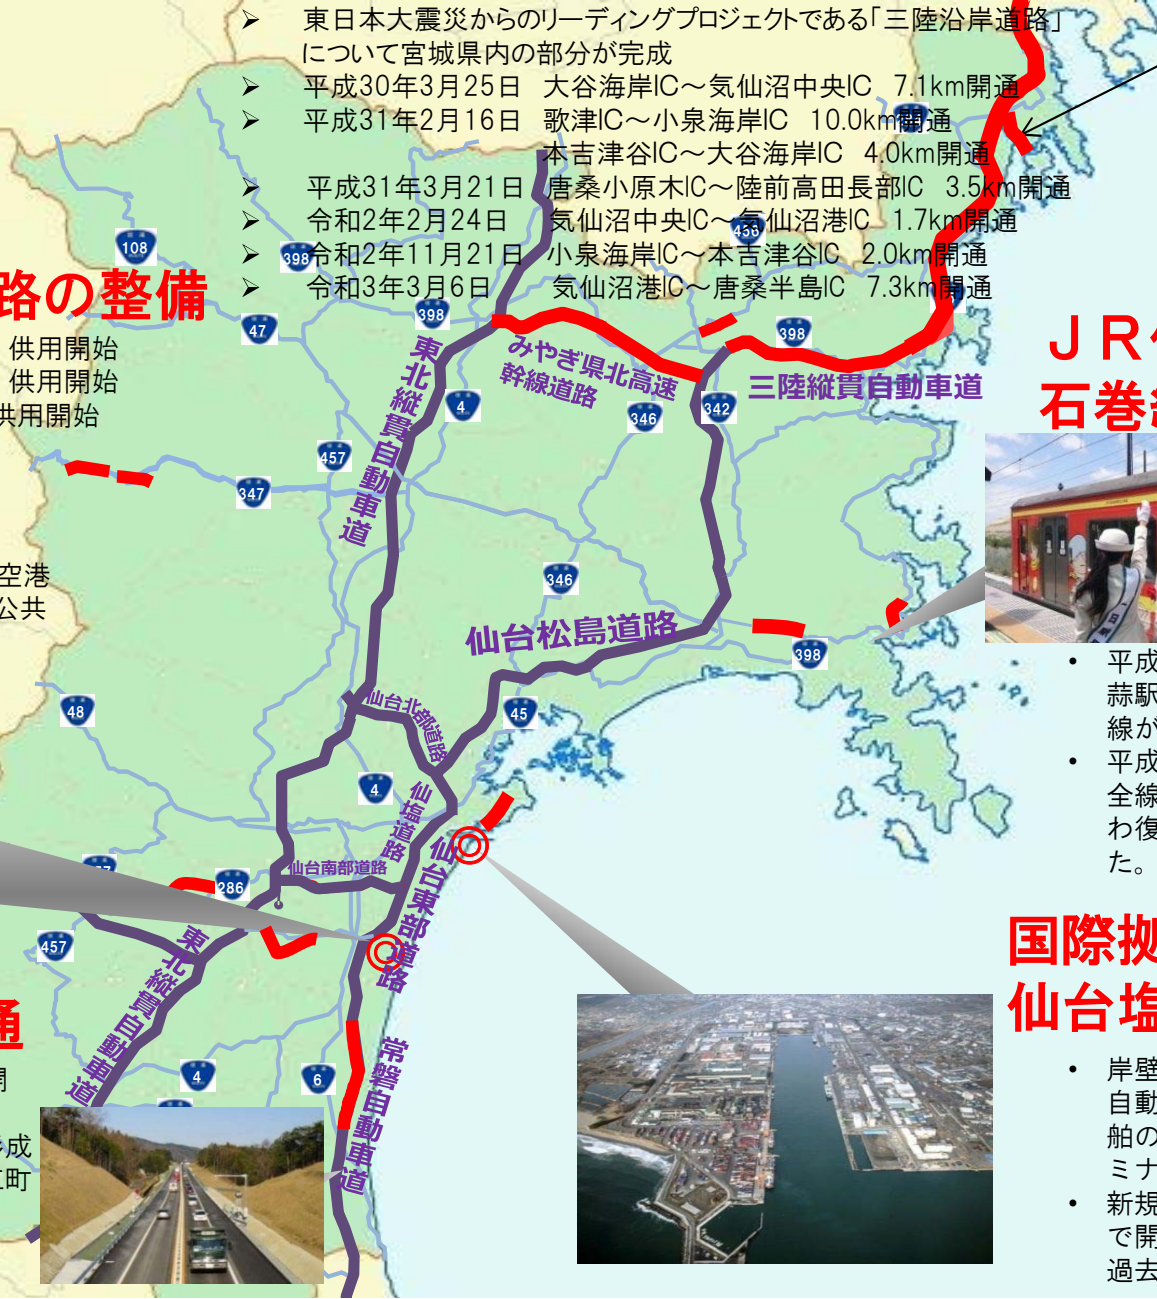 ➢ 東日本大震災からのリーディングプロジェクトである「三陸沿岸道路」
について宮城県内の部分が完成
➢ 平成30年3月25日 大谷海岸IC～気仙沼中央IC 7.1km開通
➢ 平成31年2月16日 歌津IC～小泉海岸IC 10.0km開通
本吉津谷IC～大谷海岸IC 4.0km開通
➢ 平成31年3月21日 唐桑小原木IC～陸前高田長部IC 3.5km開通
➢ 令和2年2月24日 気仙沼中央IC～気仙沼港IC 1.7km開通
➢ 令和2年11月21日 小泉海岸IC～本吉津谷IC 2.0km開通
➢ 令和3年3月6日 気仙沼港IC～唐桑半島IC 7.3km開通
108
398
456
路の整備
47
398
398
供用開始
供用開始
共用開始
東北縦貫自動車道
みやぎ県北高速
幹線道路
三陸縦貫自動車道
4
346
342
ＪＲ
石巻
457
347
空港
公共
346
仙台松島道路
398
• 平成
蒜駅
線が
• 平成
全線
わ復
た。
48
仙台北部道路
45
4
仙塩道路
仙台東部道路
仙台南部道路
286
457
東北縦貫自動車道
国際拠
仙台塩
通
常磐自動車道
4
6
開
成
町
• 岸壁
自動
舶の
ミナ
• 新規
で開
過去